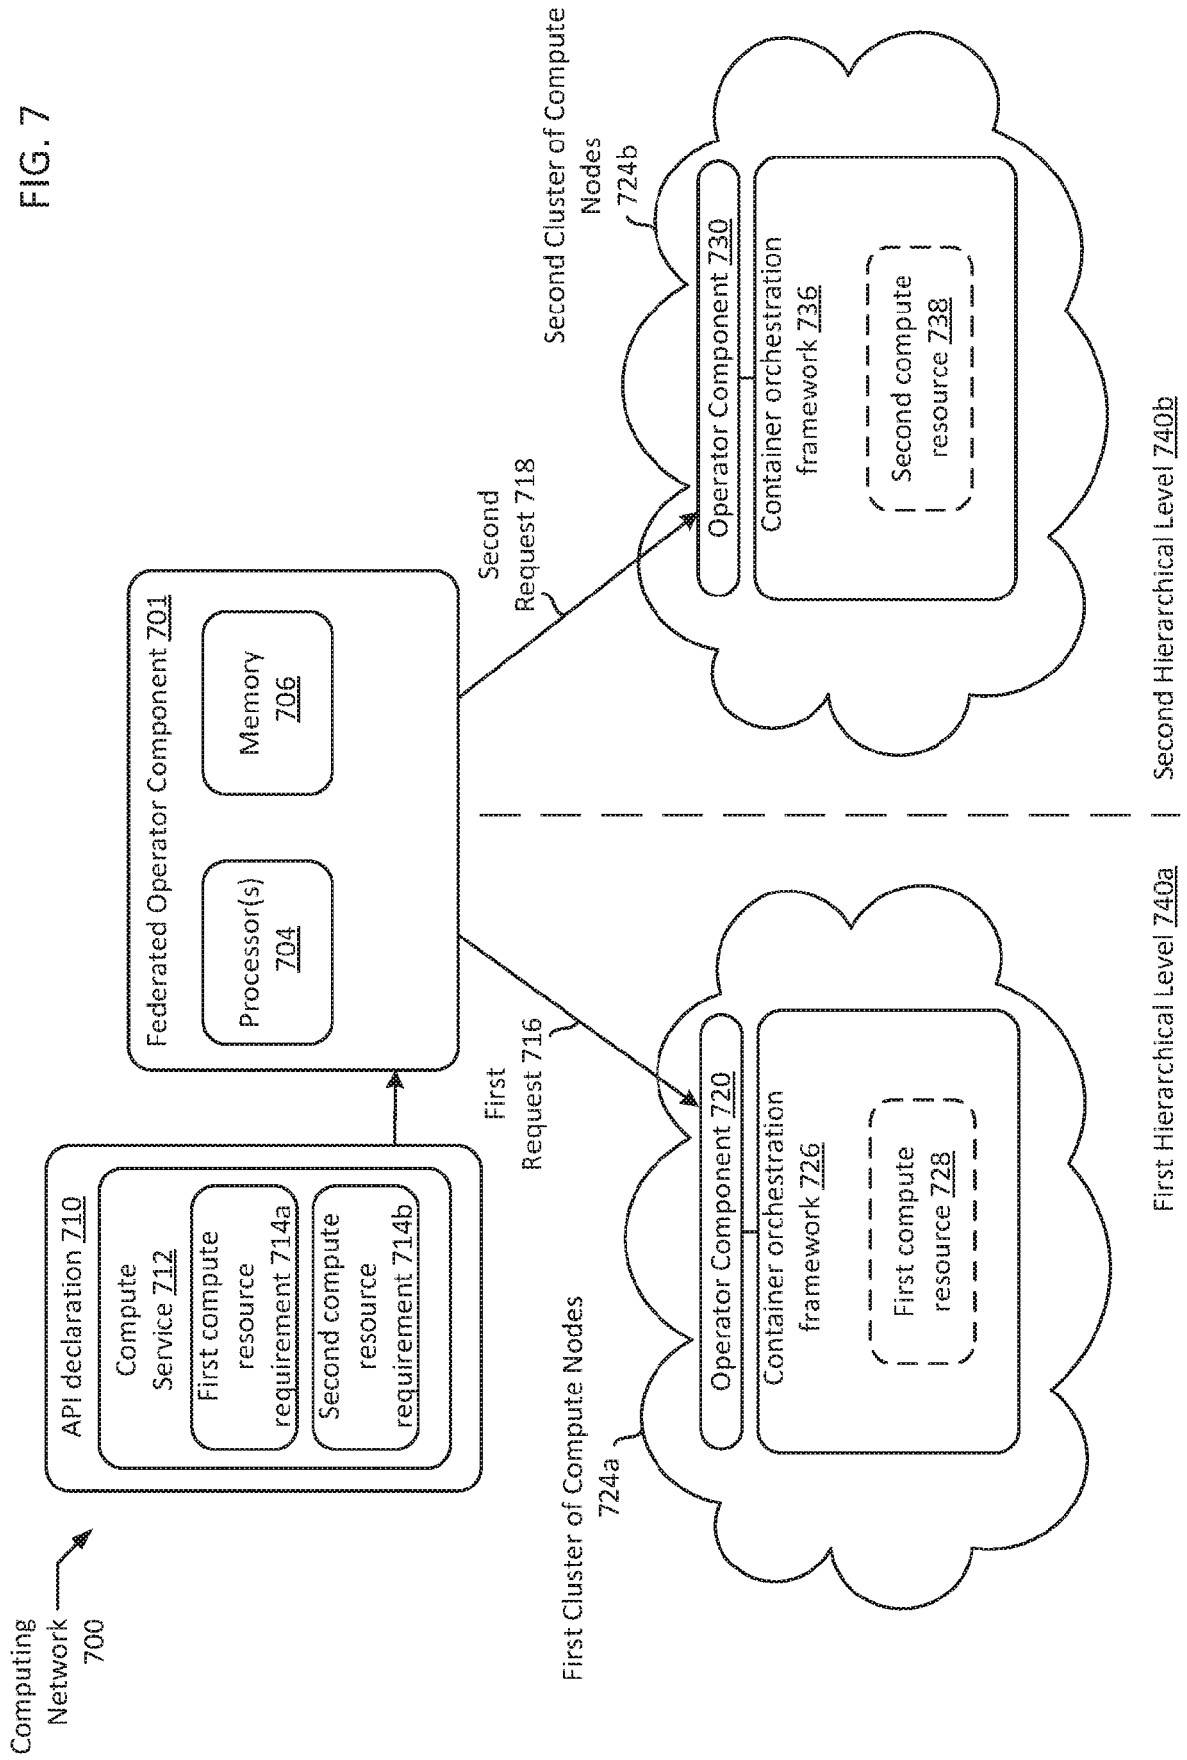 FIG. 7
Computing
Network
700
API declaration 710
Compute
Service 712
First compute
resource
requirement 714a
Second compute
resource
requirement 714b
Federated Operator Component 701
Processor(s)
704
Memory
706
First
Request 716
Second
Request 718
First Cluster of Compute Nodes
724a
Operator Component 720
Container orchestration
framework 726
First compute
resource 728
First Hierarchical Level 740a
Second Cluster of Compute
Nodes
724b
Operator Component 730
Container orchestration
framework 736
Second compute
resource 738
Second Hierarchical Level 740b